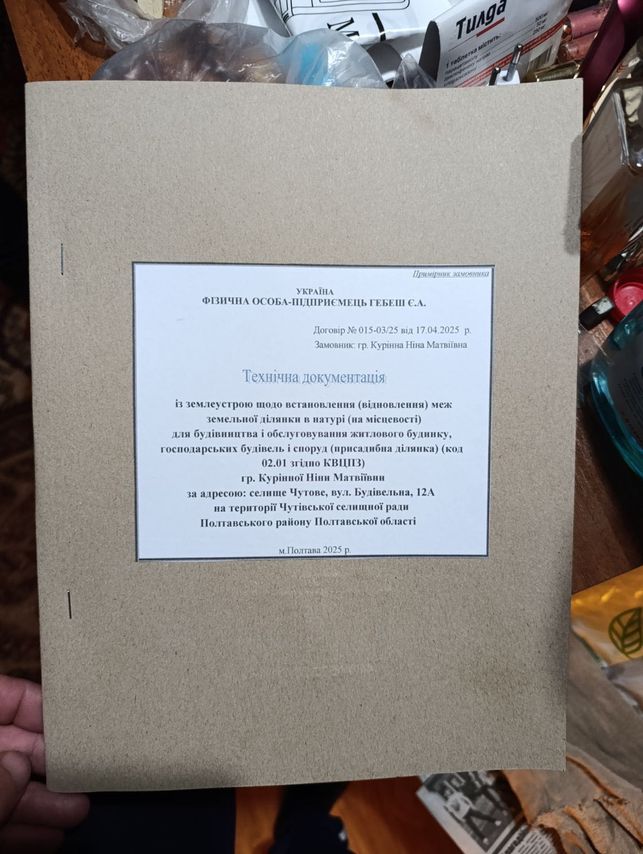 Тилда
1 таблетка містить:
Примірник замовника
УКРАЇНА
ФІЗИЧНА ОСОБА-ПІДПРИЄМЕЦЬ ГЕБЕШ Є.А.
Договір № 015-03/25 від 17.04.2025 р.
Замовник: гр. Курінна Ніна Матвіївна
Технічна документація
із землеустрою щодо встановлення (відновлення) меж
земельної ділянки в натурі (на місцевості)
для будівництва і обслуговування житлового будинку,
господарських будівель і споруд (присадибна ділянка) (код
02.01 згідно КВЦПЗ)
гр. Курінної Ніни Матвіївни
за адресою: селище Чутове, вул. Будівельна, 12А
на території Чутівської селищної ради
Полтавського району Полтавської області
м.Полтава 2025 р.